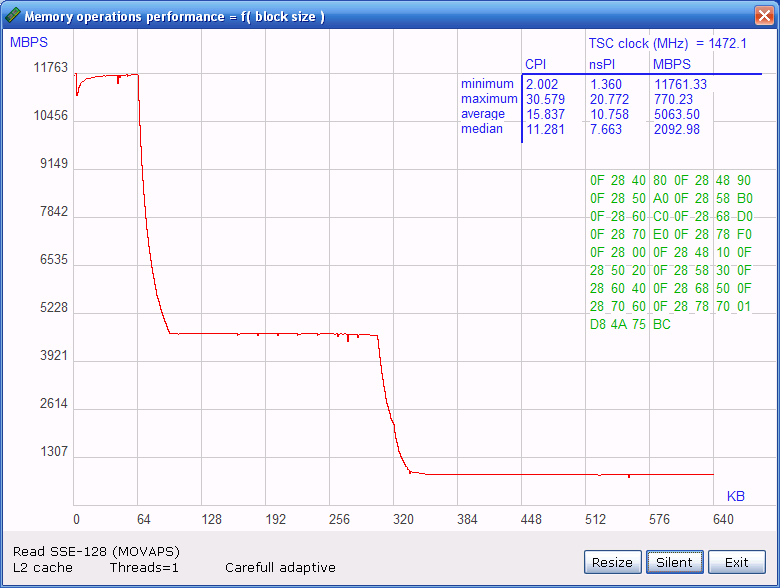 Memory operations performance = f( block size )
MBPS
TSC clock (MHz) = 1472.1
CPI nsPI MBPS
minimum 2.002 1.360 11761.33
maximum 30.579 20.772 770.23
average 15.837 10.758 5063.50
median 11.281 7.663 2092.98
11763
10456
9149
7842
6535
5228
3921
2614
1307
0F 28 40 80 0F 28 48 90
0F 28 50 A0 0F 28 58 B0
0F 28 60 C0 0F 28 68 D0
0F 28 70 E0 0F 28 78 F0
0F 28 00 0F 28 48 10 0F
28 50 20 0F 28 58 30 0F
28 60 40 0F 28 68 50 0F
28 70 60 0F 28 78 70 01
D8 4A 75 BC
KB
0 64 128 192 256 320 384 448 512 576 640
Read SSE-128 (MOVAPS)
L2 cache Threads=1 Carefull adaptive
Resize Silent Exit